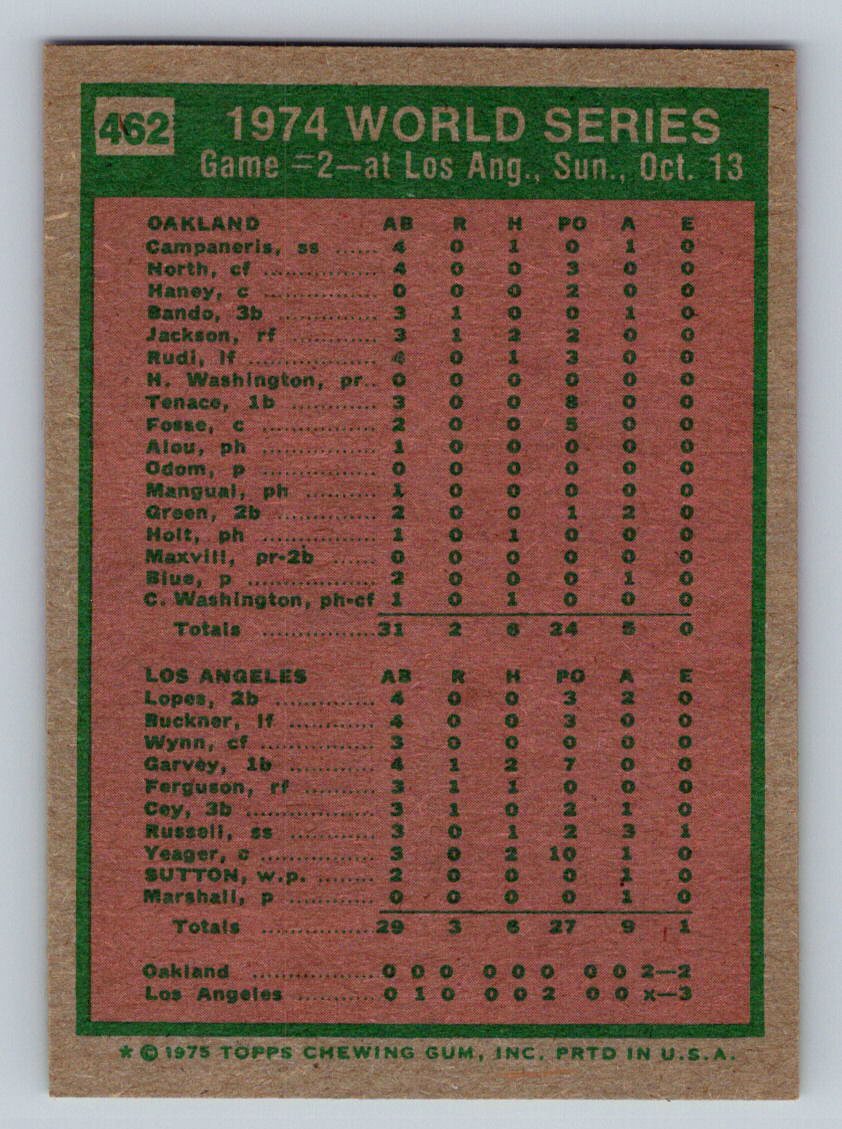 462
1974 WORLD SERIES
Game =2—at Los Ang., Sun., Oct. 13
OAKLAND AB R H PO A E
Campaneris, ss ...... 4 0 1 0 1 0
North, cf ................ 4 0 0 3 0 0
Haney, c ................ 0 0 0 2 0 0
Bando, 3b .............. 3 1 0 0 1 0
Jackson, rf ............ 3 1 2 2 0 0
Rudi, lf .................. 4 0 1 3 0 0
H. Washington, pr.. 0 0 0 0 0 0
Tenace, 1b ............ 3 0 0 8 0 0
Fosse, c ................ 2 0 0 5 0 0
Alou, ph ................ 1 0 0 0 0 0
Odom, p ................ 0 0 0 0 0 0
Mangual, ph .......... 1 0 0 0 0 0
Green, 2b .............. 2 0 0 1 2 0
Holt, ph ................ 1 0 1 0 0 0
Maxvill, pr-2b ...... 0 0 0 0 0 0
Blue, p .................. 2 0 0 0 1 0
C. Washington, ph-cf 1 0 1 0 0 0
Totals ................ 31 2 6 24 5 0
LOS ANGELES AB R H PO A E
Lopes, 2b .............. 4 0 0 3 2 0
Buckner, lf ............ 4 0 0 3 0 0
Wynn, cf ................ 3 0 0 0 0 0
Garvey, 1b ............ 4 1 2 7 0 0
Ferguson, rf .......... 3 1 1 0 0 0
Cey, 3b .................. 3 1 0 2 1 0
Russell, ss ............ 3 0 1 2 3 1
Yeager, c .............. 3 0 2 10 1 0
SUTTON, w.p. ........ 2 0 0 0 1 0
Marshall, p ............ 0 0 0 0 1 0
Totals ................ 29 3 6 27 9 1
Oakland ................ 0 0 0 0 0 0 0 0 2—2
Los Angeles .......... 0 1 0 0 0 2 0 0 x—3
* © 1975 TOPPS CHEWING GUM, INC. PRTD IN U.S.A.